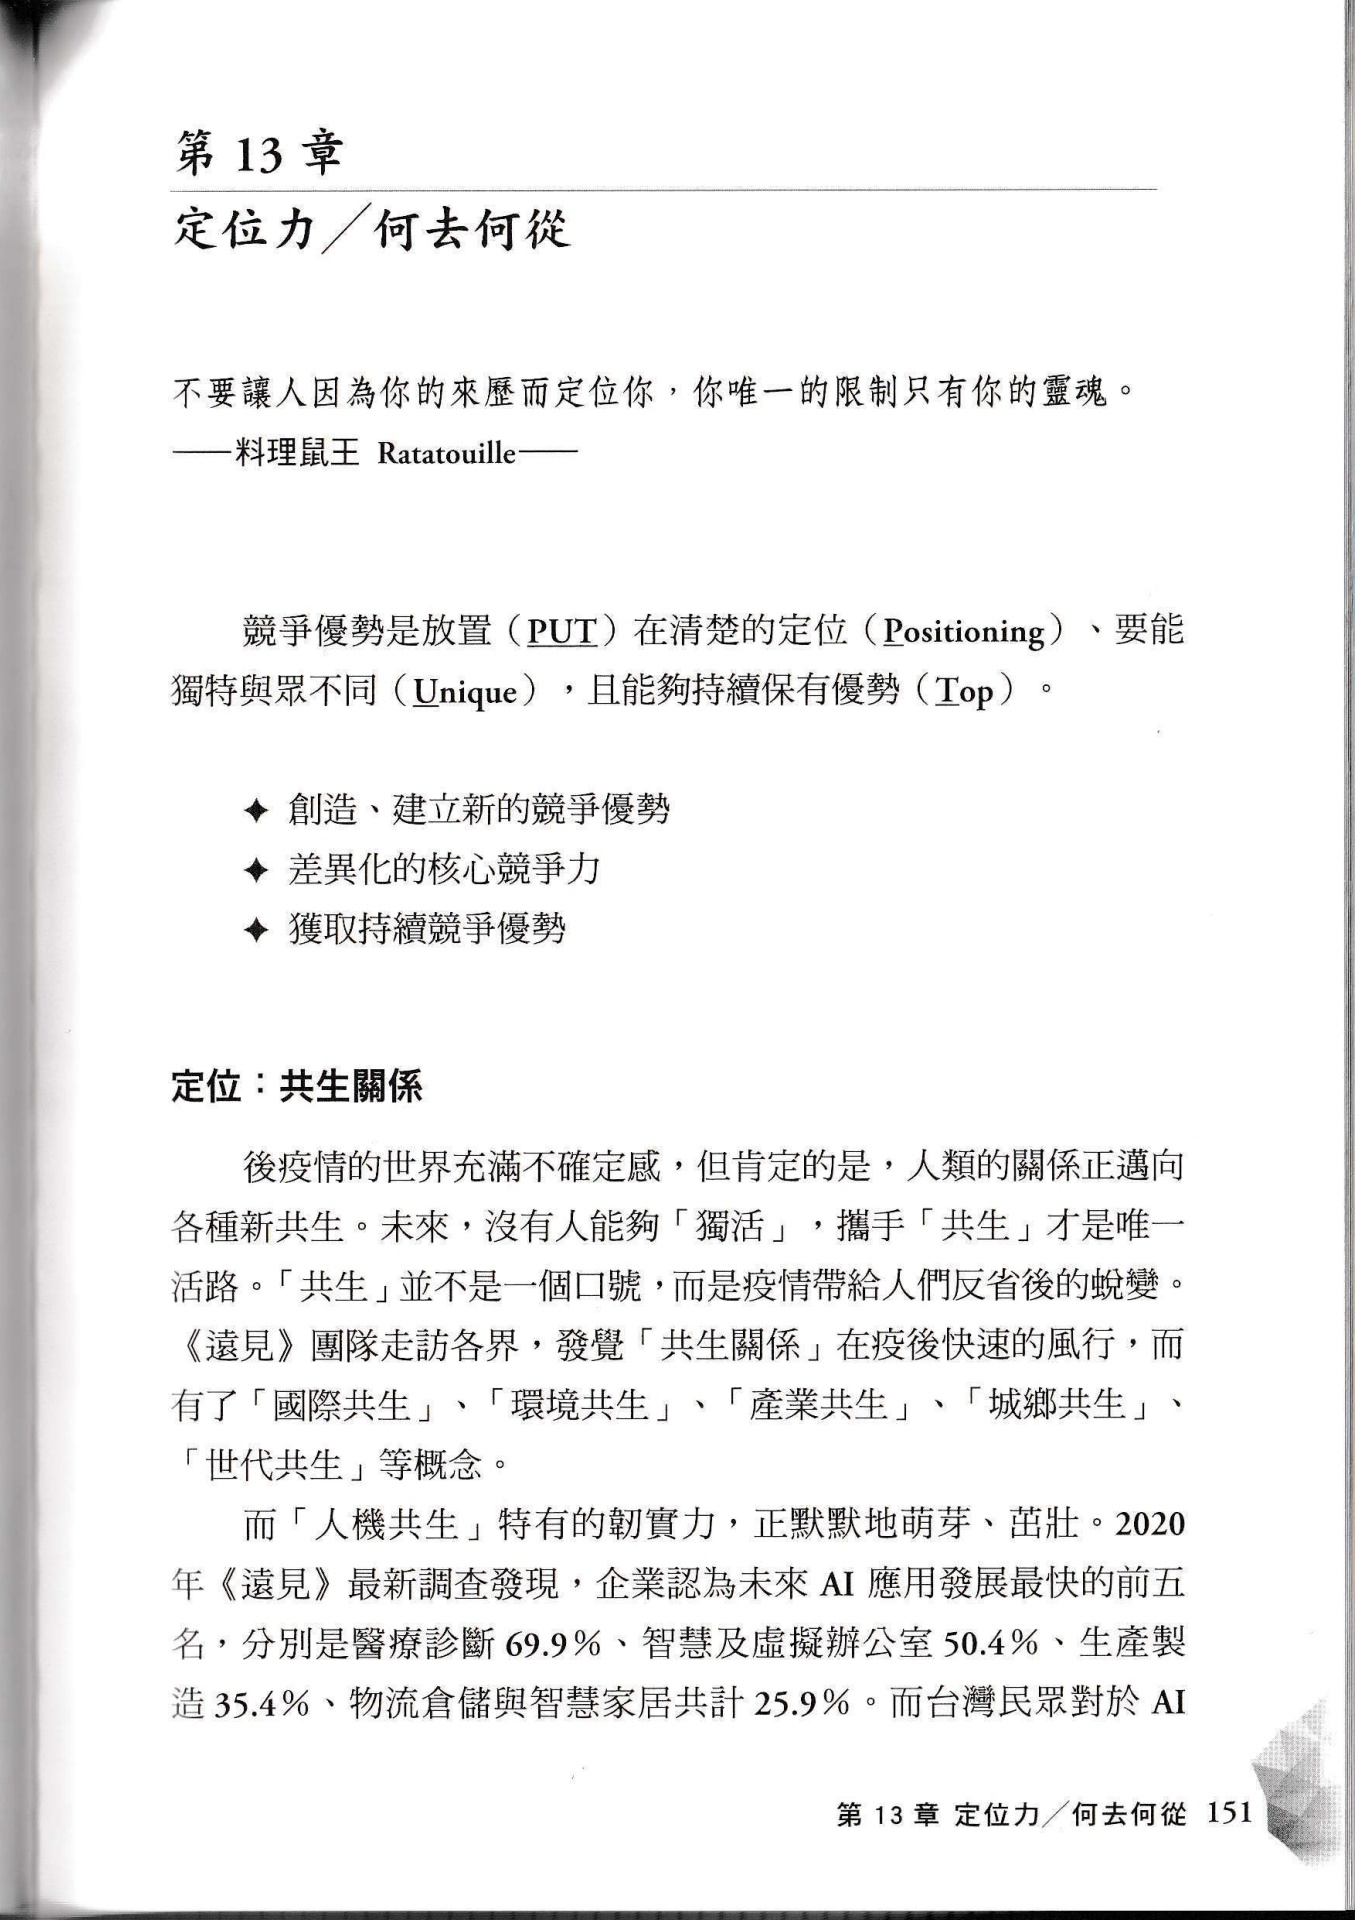 第 13 章
定位力／何去何從
不要讓人因為你的來歷而定位你，你唯一的限制只有你的靈魂。
——料理鼠王 Ratatouille——
競爭優勢是放置（PUT）在清楚的定位（Positioning）、要能
獨特與眾不同（Unique），且能夠持續保有優勢（Top）。
✦ 創造、建立新的競爭優勢
✦ 差異化的核心競爭力
✦ 獲取持續競爭優勢
定位：共生關係
後疫情的世界充滿不確定感，但肯定的是，人類的關係正邁向
各種新共生。未來，沒有人能夠「獨活」，攜手「共生」才是唯一
活路。「共生」並不是一個口號，而是疫情帶給人們反省後的蛻變。
《遠見》團隊走訪各界，發覺「共生關係」在疫後快速的風行，而
有了「國際共生」、「環境共生」、「產業共生」、「城鄉共生」、
「世代共生」等概念。
而「人機共生」特有的韌實力，正默默地萌芽、茁壯。2020
年《遠見》最新調查發現，企業認為未來 AI 應用發展最快的前五
名，分別是醫療診斷 69.9％、智慧及虛擬辦公室 50.4％、生產製
造 35.4％、物流倉儲與智慧家居共計 25.9％。而台灣民眾對於 AI
第 13 章 定位力／何去何從 151